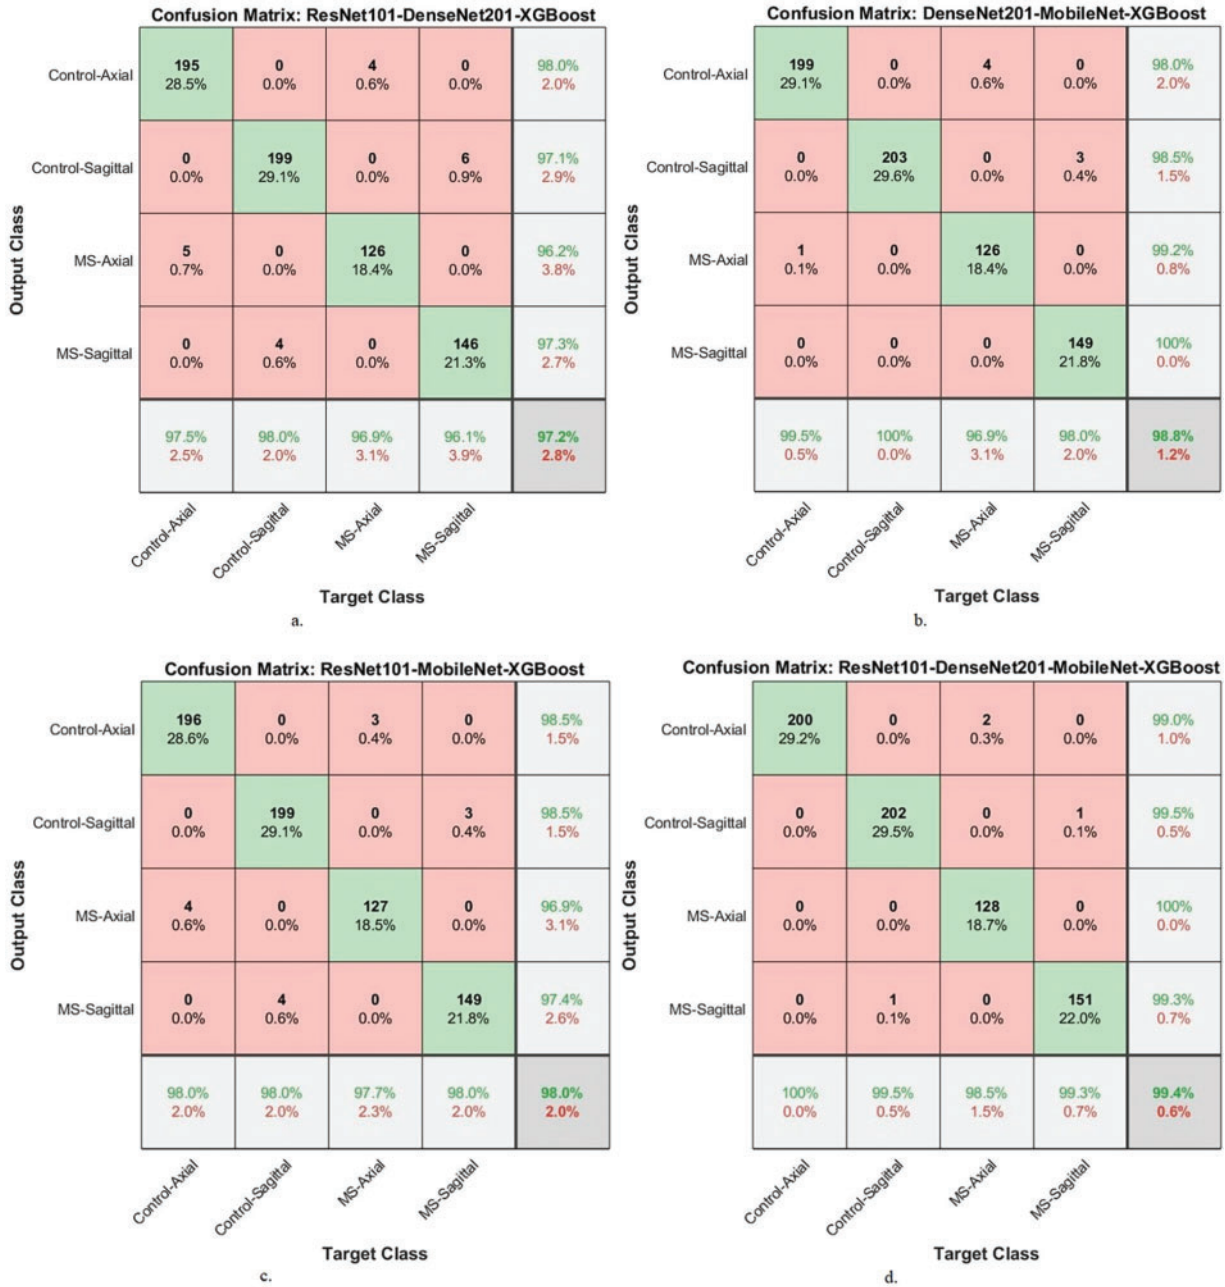 Confusion Matrix: ResNet101-DenseNet201-XGBoost
Control-Axial 195 0 4 0 98.0%
28.5% 0.0% 0.6% 0.0% 2.0%
Control-Sagittal 0 199 0 6 97.1%
0.0% 29.1% 0.0% 0.9% 2.9%
MS-Axial 5 0 126 0 96.2%
0.7% 0.0% 18.4% 0.0% 3.8%
MS-Sagittal 0 4 0 146 97.3%
0.0% 0.6% 0.0% 21.3% 2.7%
97.5% 98.0% 96.9% 96.1% 97.2%
2.5% 2.0% 3.1% 3.9% 2.8%
Control-Axial Control-Sagittal MS-Axial MS-Sagittal
Output Class
Target Class
a.
Confusion Matrix: DenseNet201-MobileNet-XGBoost
Control-Axial 199 0 4 0 98.0%
29.1% 0.0% 0.6% 0.0% 2.0%
Control-Sagittal 0 203 0 3 98.5%
0.0% 29.6% 0.0% 0.4% 1.5%
MS-Axial 1 0 126 0 99.2%
0.1% 0.0% 18.4% 0.0% 0.8%
MS-Sagittal 0 0 0 149 100%
0.0% 0.0% 0.0% 21.8% 0.0%
99.5% 100% 96.9% 98.0% 98.8%
0.5% 0.0% 3.1% 2.0% 1.2%
Control-Axial Control-Sagittal MS-Axial MS-Sagittal
Output Class
Target Class
b.
Confusion Matrix: ResNet101-MobileNet-XGBoost
Control-Axial 196 0 3 0 98.5%
28.6% 0.0% 0.4% 0.0% 1.5%
Control-Sagittal 0 199 0 3 98.5%
0.0% 29.1% 0.0% 0.4% 1.5%
MS-Axial 4 0 127 0 96.9%
0.6% 0.0% 18.5% 0.0% 3.1%
MS-Sagittal 0 4 0 149 97.4%
0.0% 0.6% 0.0% 21.8% 2.6%
98.0% 98.0% 97.7% 98.0% 98.0%
2.0% 2.0% 2.3% 2.0% 2.0%
Control-Axial Control-Sagittal MS-Axial MS-Sagittal
Output Class
Target Class
c.
Confusion Matrix: ResNet101-DenseNet201-MobileNet-XGBoost
Control-Axial 200 0 2 0 99.0%
29.2% 0.0% 0.3% 0.0% 1.0%
Control-Sagittal 0 202 0 1 99.5%
0.0% 29.5% 0.0% 0.1% 0.5%
MS-Axial 0 0 128 0 100%
0.0% 0.0% 18.7% 0.0% 0.0%
MS-Sagittal 0 1 0 151 99.3%
0.0% 0.1% 0.0% 22.0% 0.7%
100% 99.5% 98.5% 99.3% 99.4%
0.0% 0.5% 1.5% 0.7% 0.6%
Control-Axial Control-Sagittal MS-Axial MS-Sagittal
Output Class
Target Class
d.